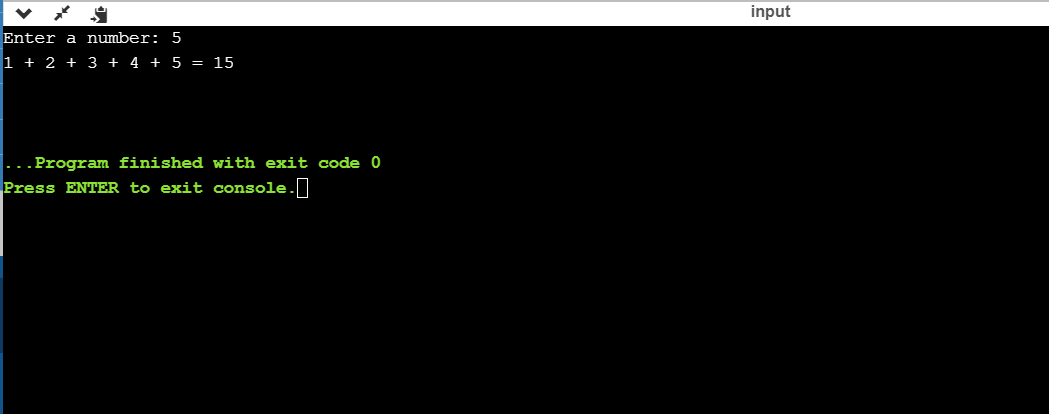 input
Enter a number: 5
1 + 2 + 3 + 4 + 5 = 15
...Program finished with exit code 0
Press ENTER to exit console.